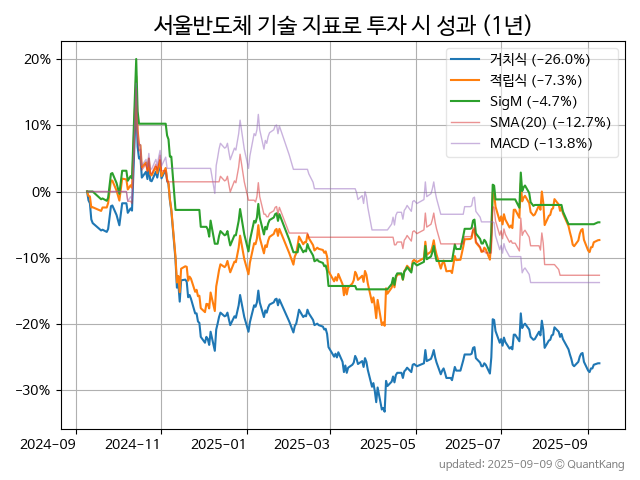 서울반도체 기술 지표로 투자 시 성과 (1년)
거치식 (−26.0%)
적립식 (−7.3%)
SigM (−4.7%)
SMA(20) (−12.7%)
MACD (−13.8%)
20%
10%
0%
−10%
−20%
−30%
2024-09 2024-11 2025-01 2025-03 2025-05 2025-07 2025-09
updated: 2025-09-09 © QuantKang